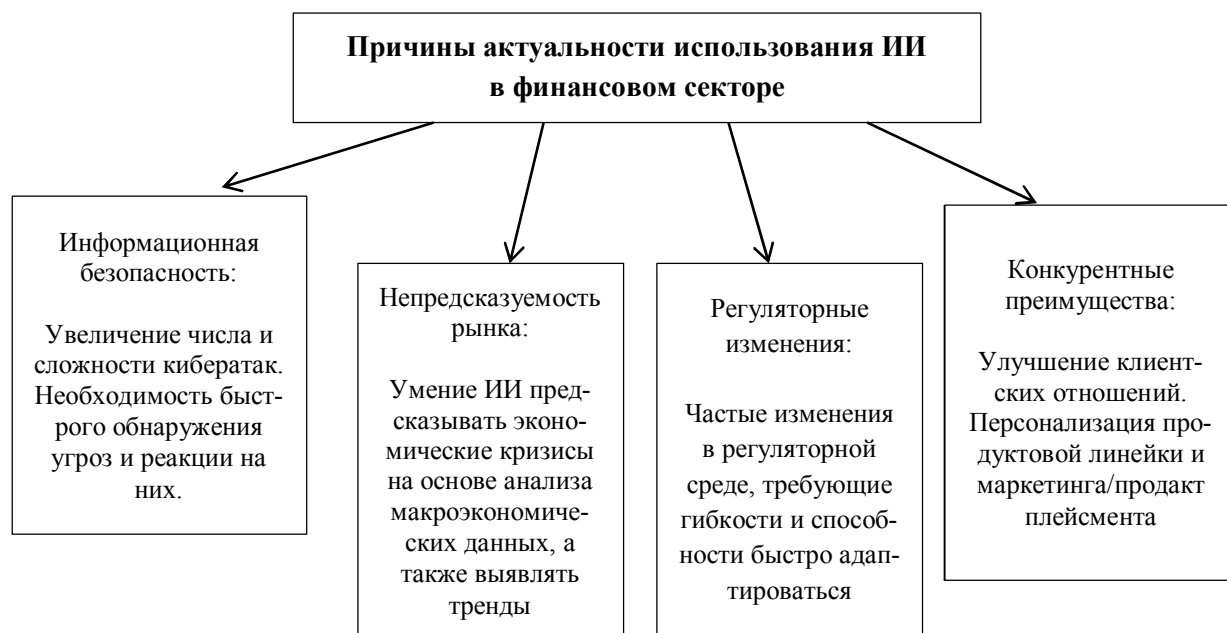 Причины актуальности использования ИИ
в финансовом секторе
Информационная
безопасность:
Увеличение числа и
сложности кибератак.
Необходимость быст-
рого обнаружения
угроз и реакции на
них.
Непредсказуемость
рынка:
Умение ИИ пред-
сказывать эконо-
мические кризисы
на основе анализа
макроэкономиче-
ских данных, а
также выявлять
тренды
Регуляторные
изменения:
Частые изменения
в регуляторной
среде, требующие
гибкости и способ-
ности быстро адап-
тироваться
Конкурентные
преимущества:
Улучшение клиент-
ских отношений.
Персонализация про-
дуктовой линейки и
маркетинга/продакт
плейсмента